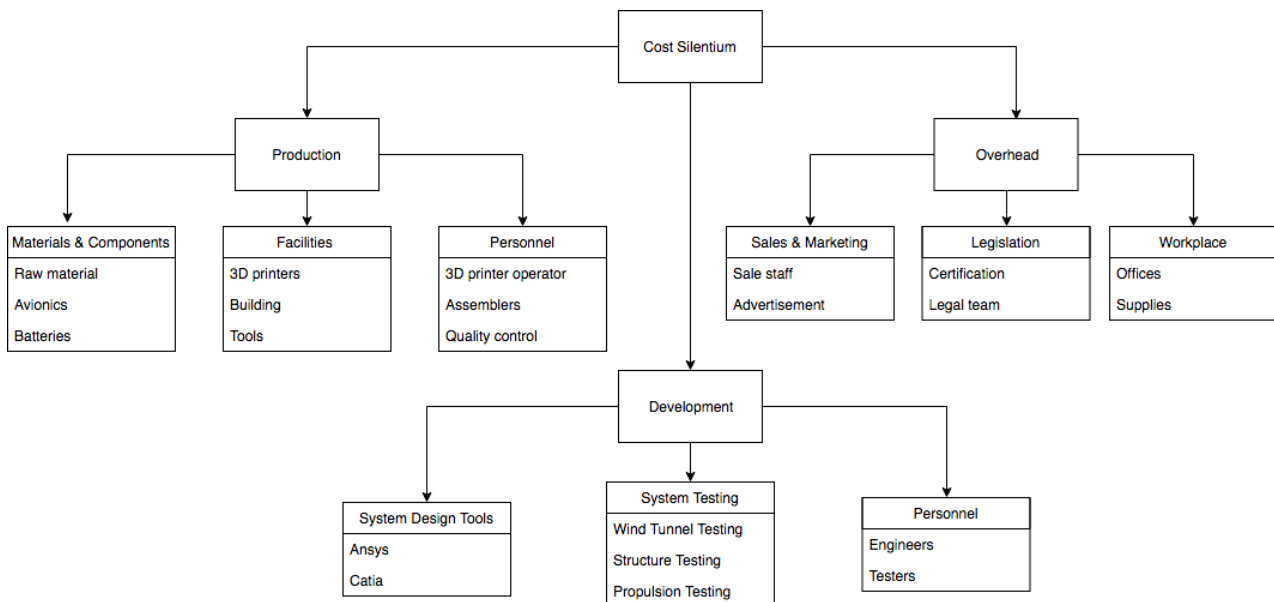 Cost Silentium
Production
Overhead
Materials & Components
Raw material
Avionics
Batteries
Facilities
3D printers
Building
Tools
Personnel
3D printer operator
Assemblers
Quality control
Sales & Marketing
Sale staff
Advertisement
Legislation
Certification
Legal team
Workplace
Offices
Supplies
Development
System Design Tools
Ansys
Catia
System Testing
Wind Tunnel Testing
Structure Testing
Propulsion Testing
Personnel
Engineers
Testers